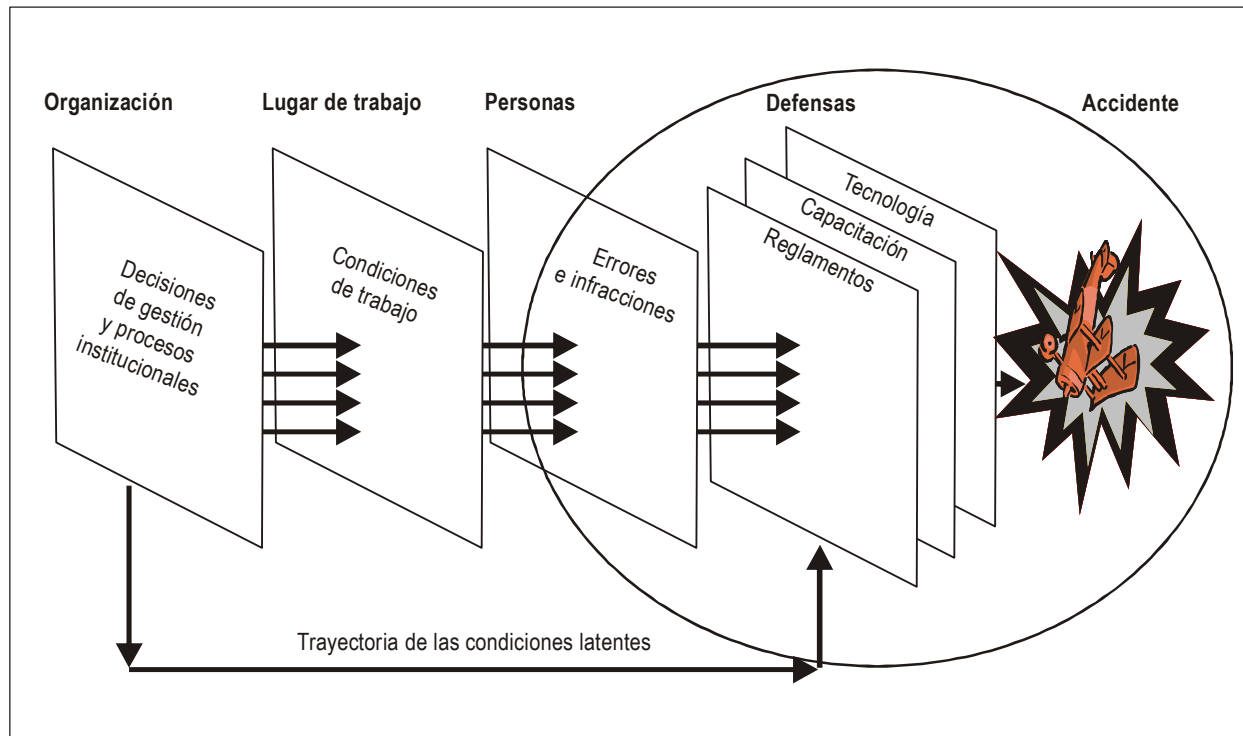 Organización
Lugar de trabajo
Personas
Defensas
Accidente
Decisiones
de gestión
y procesos
institucionales
Condiciones
de trabajo
Errores
e infracciones
Tecnología
Capacitación
Reglamentos
Trayectoria de las condiciones latentes